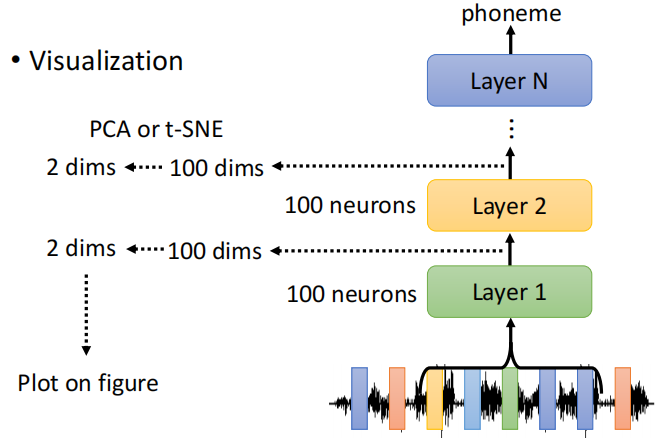 phoneme
• Visualization
Layer N
PCA or t-SNE
2 dims
100 dims
100 neurons
Layer 2
2 dims
100 dims
100 neurons
Layer 1
Plot on figure